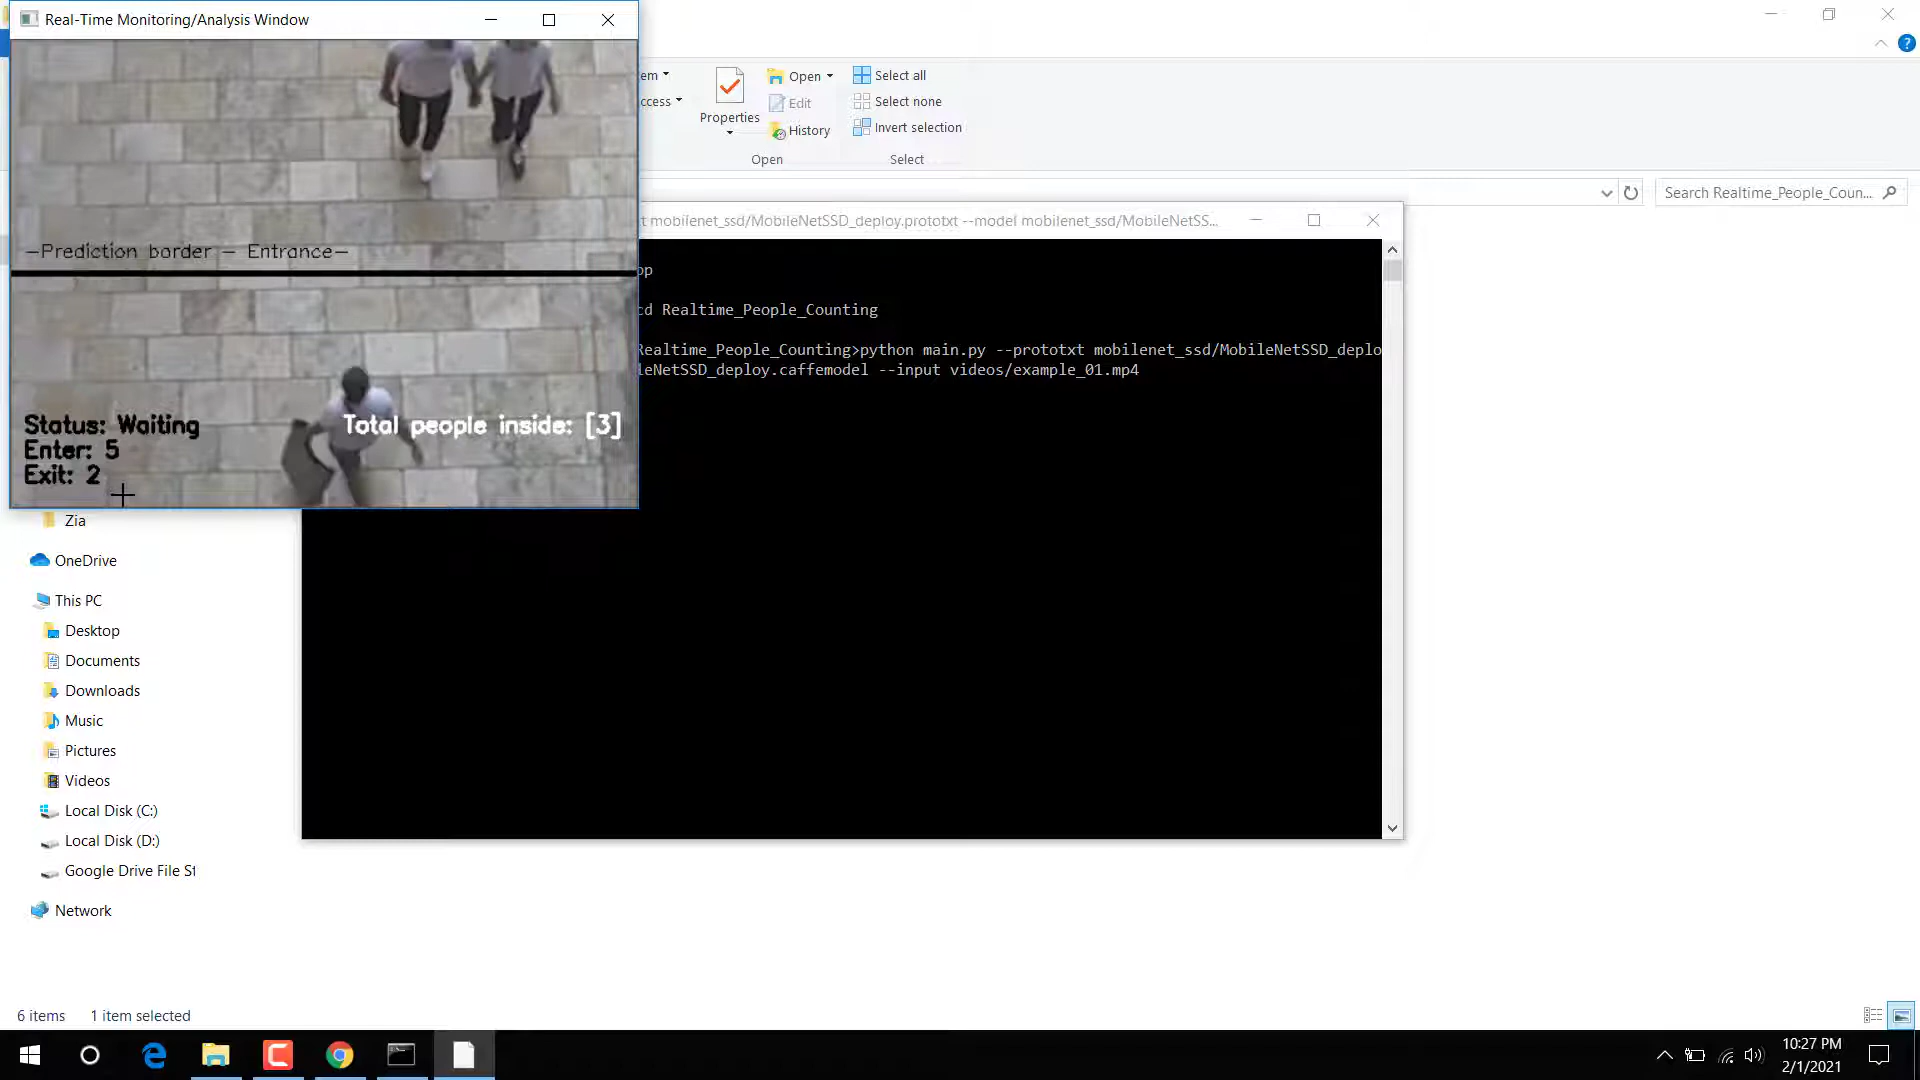 Real-Time Monitoring/Analysis Window
—Prediction border — Entrance—
Status: Waiting
Enter: 5
Exit: 2
Total people inside: [3]
em
ccess
Properties
Open
Edit
History
Open
Select all
Select none
Invert selection
Select
Search Realtime_People_Coun...
t mobilenet_ssd/MobileNetSSD_deploy.prototxt --model mobilenet_ssd/MobileNetSS...
op
cd Realtime_People_Counting
Realtime_People_Counting>python main.py --prototxt mobilenet_ssd/MobileNetSSD_deplo
leNetSSD_deploy.caffemodel --input videos/example_01.mp4
Zia
OneDrive
This PC
Desktop
Documents
Downloads
Music
Pictures
Videos
Local Disk (C:)
Local Disk (D:)
Google Drive File St
Network
6 items 1 item selected
10:27 PM
2/1/2021